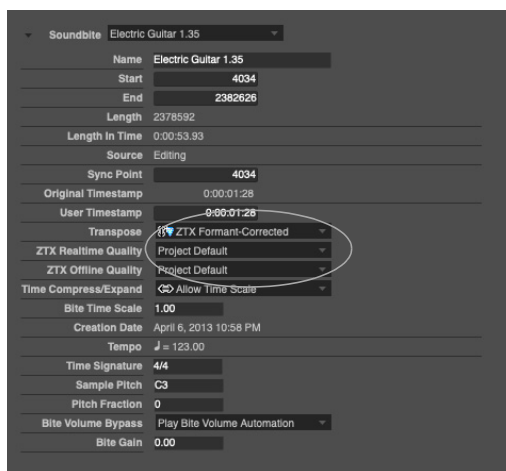 Soundbite Electric Guitar 1.35
Name Electric Guitar 1.35
Start 4034
End 2382626
Length 2378592
Length In Time 0:00:53.93
Source Editing
Sync Point 4034
Original Timestamp 0:00:01:28
User Timestamp 0:00:01:28
Transpose ZTX Formant-Corrected
ZTX Realtime Quality Project Default
ZTX Offline Quality Project Default
Time Compress/Expand Allow Time Scale
Bite Time Scale 1.00
Creation Date April 6, 2013 10:58 PM
Tempo ♩ = 123.00
Time Signature 4/4
Sample Pitch C3
Pitch Fraction 0
Bite Volume Bypass Play Bite Volume Automation
Bite Gain 0.00